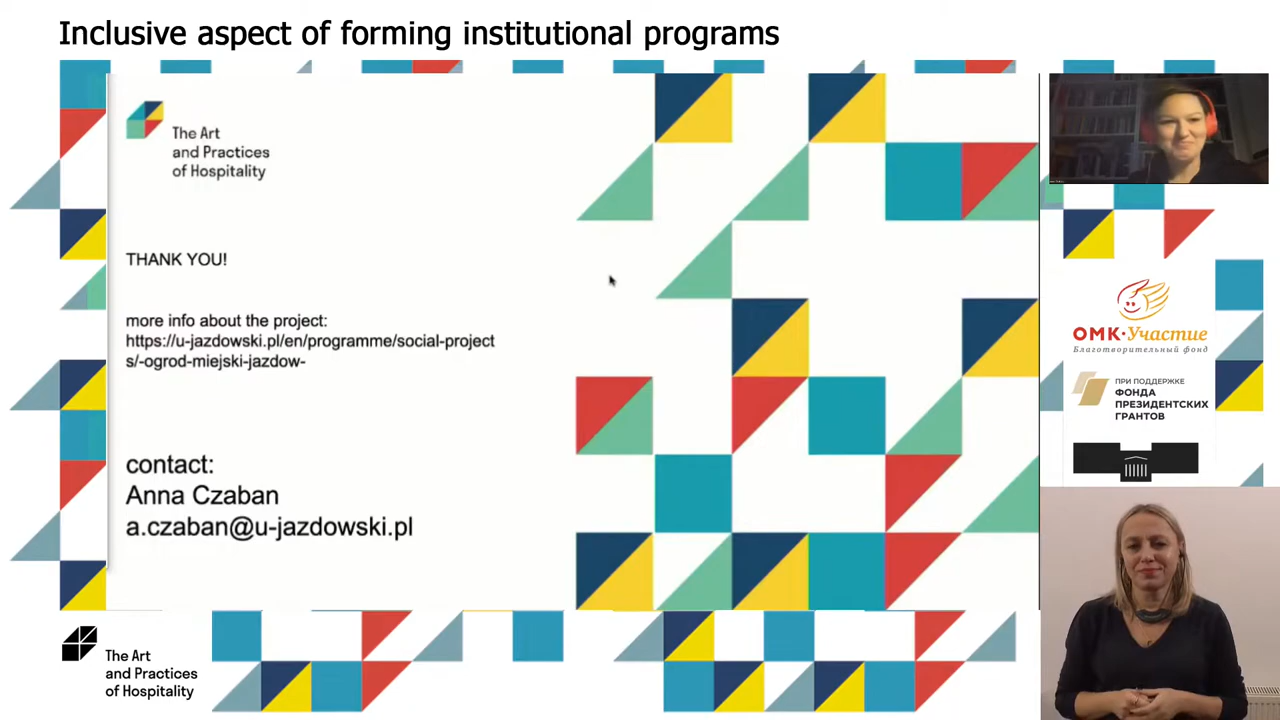 Inclusive aspect of forming institutional programs
The Art
and Practices
of Hospitality
THANK YOU!
more info about the project:
https://u-jazdowski.pl/en/programme/social-project
s/-ogrod-miejski-jazdow-
contact:
Anna Czaban
a.czaban@u-jazdowski.pl
ОМК·Участие
Благотворительный фонд
ПРИ ПОДДЕРЖКЕ
ФОНДА
ПРЕЗИДЕНТСКИХ
ГРАНТОВ
The Art
and Practices
of Hospitality